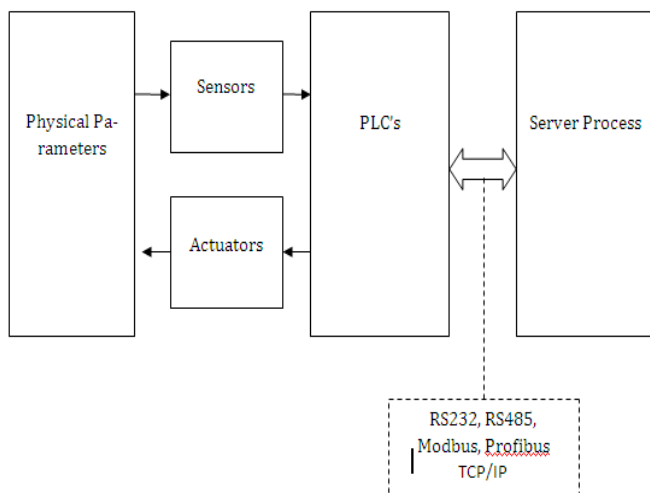 Sensors
Physical Pa-
rameters
PLC's
Server Process
Actuators
RS232, RS485,
Modbus, Profibus
TCP/IP